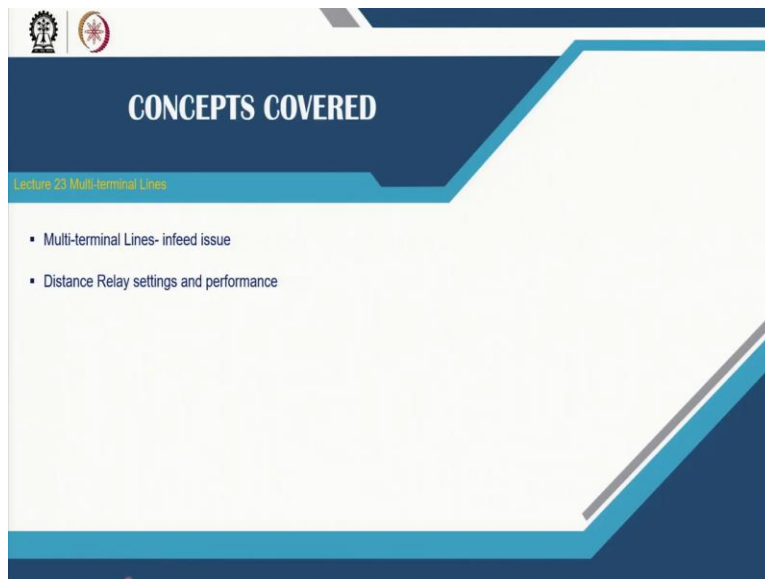 CONCEPTS COVERED
Lecture 23 Multi-terminal Lines
▪ Multi-terminal Lines- infeed issue
▪ Distance Relay settings and performance